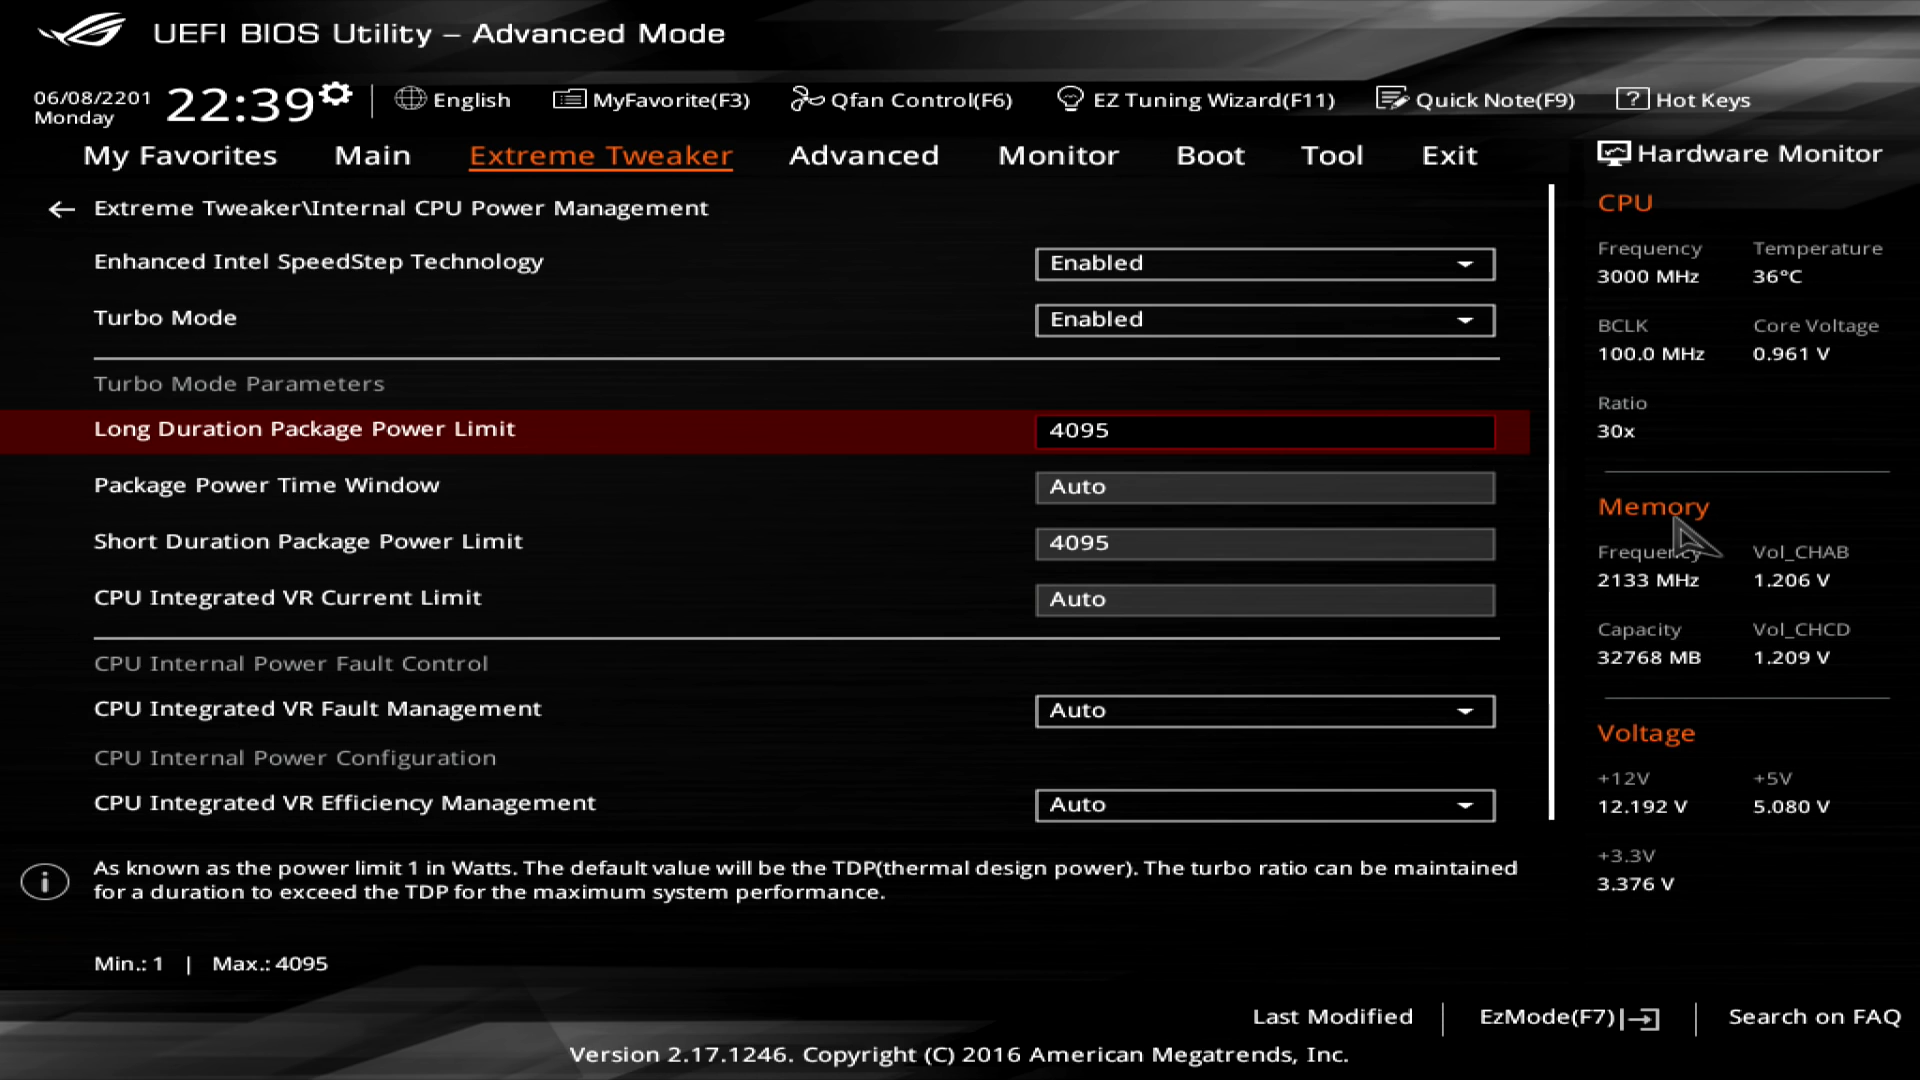 UEFI BIOS Utility – Advanced Mode
06/08/2201
Monday
22:39
English
MyFavorite(F3)
Qfan Control(F6)
EZ Tuning Wizard(F11)
Quick Note(F9)
? Hot Keys
My Favorites
Main
Extreme Tweaker
Advanced
Monitor
Boot
Tool
Exit
Extreme Tweaker\Internal CPU Power Management
Enhanced Intel SpeedStep Technology Enabled
Turbo Mode Enabled
Turbo Mode Parameters
Long Duration Package Power Limit 4095
Package Power Time Window Auto
Short Duration Package Power Limit 4095
CPU Integrated VR Current Limit Auto
CPU Internal Power Fault Control
CPU Integrated VR Fault Management Auto
CPU Internal Power Configuration
CPU Integrated VR Efficiency Management Auto
As known as the power limit 1 in Watts. The default value will be the TDP(thermal design power). The turbo ratio can be maintained
for a duration to exceed the TDP for the maximum system performance.
Min.: 1 | Max.: 4095
Hardware Monitor
CPU
Frequency Temperature
3000 MHz 36°C
BCLK Core Voltage
100.0 MHz 0.961 V
Ratio
30x
Memory
Frequency Vol_CHAB
2133 MHz 1.206 V
Capacity Vol_CHCD
32768 MB 1.209 V
Voltage
+12V +5V
12.192 V 5.080 V
+3.3V
3.376 V
Last Modified
EzMode(F7)
Search on FAQ
Version 2.17.1246. Copyright (C) 2016 American Megatrends, Inc.